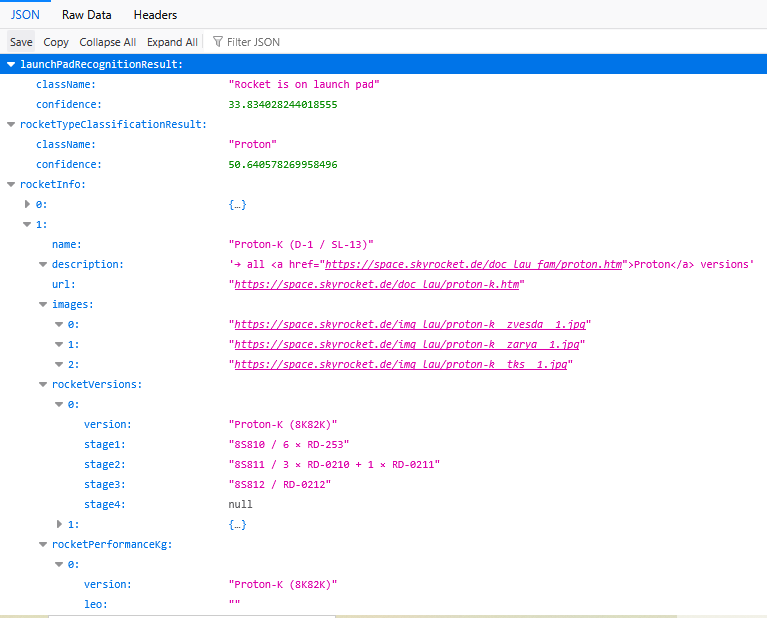 JSON Raw Data Headers
Save Copy Collapse All Expand All Filter JSON
launchPadRecognitionResult:
className: "Rocket is on launch pad"
confidence: 33.834028244018555
rocketTypeClassificationResult:
className: "Proton"
confidence: 50.640578269958496
rocketInfo:
0: {…}
1:
name: "Proton-K (D-1 / SL-13)"
description: '→ all <a href="https://space.skyrocket.de/doc_lau_fam/proton.htm">Proton</a> versions'
url: "https://space.skyrocket.de/doc_lau/proton-k.htm"
images:
0: "https://space.skyrocket.de/img_lau/proton-k__zvesda__1.jpg"
1: "https://space.skyrocket.de/img_lau/proton-k__zarya__1.jpg"
2: "https://space.skyrocket.de/img_lau/proton-k__tks__1.jpg"
rocketVersions:
0:
version: "Proton-K (8K82K)"
stage1: "8S810 / 6 × RD-253"
stage2: "8S811 / 3 × RD-0210 + 1 × RD-0211"
stage3: "8S812 / RD-0212"
stage4: null
1: {…}
rocketPerformanceKg:
0:
version: "Proton-K (8K82K)"
leo: ""